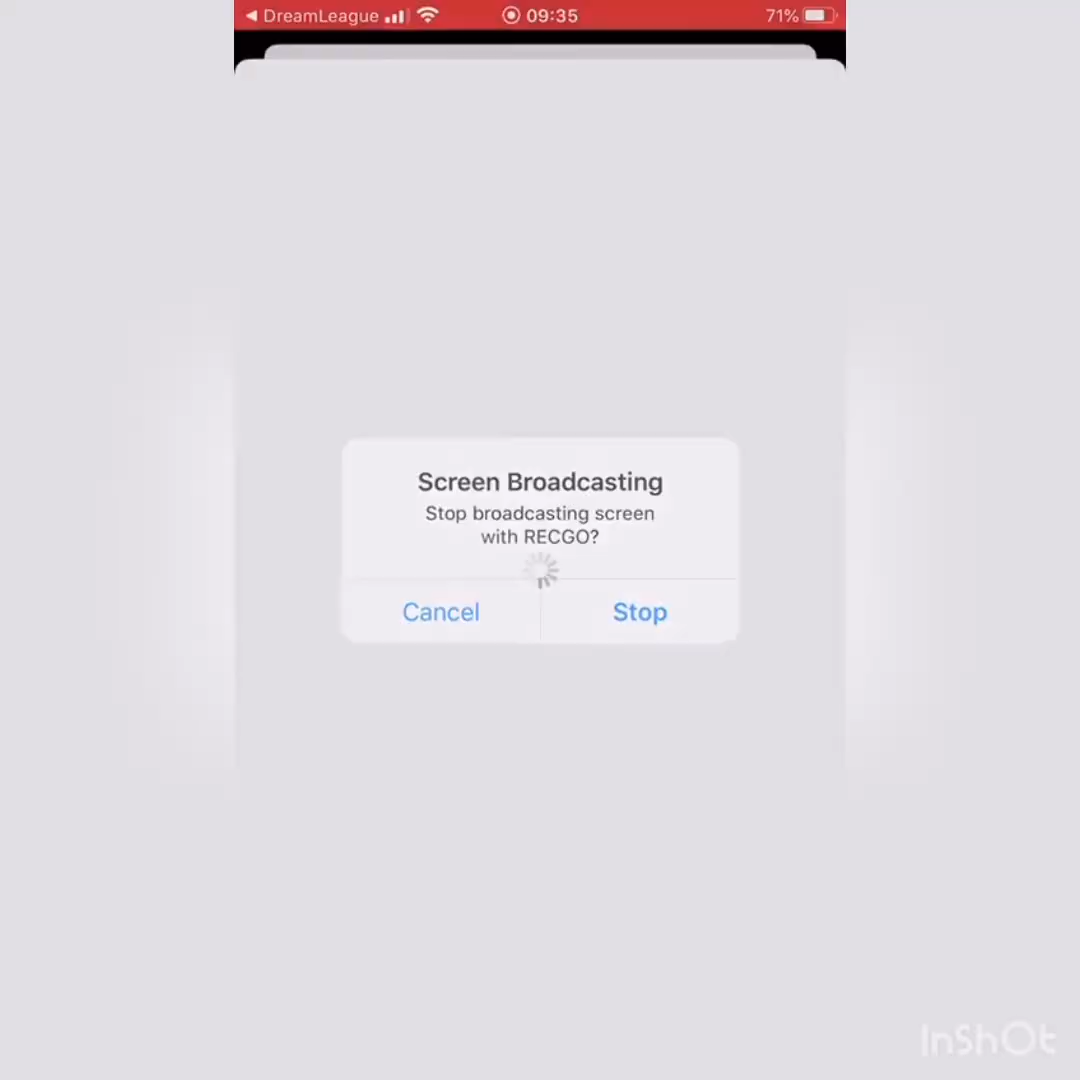 ◀ DreamLeague 09:35 71%
Screen Broadcasting
Stop broadcasting screen
with RECGO?
Cancel Stop
InShOt